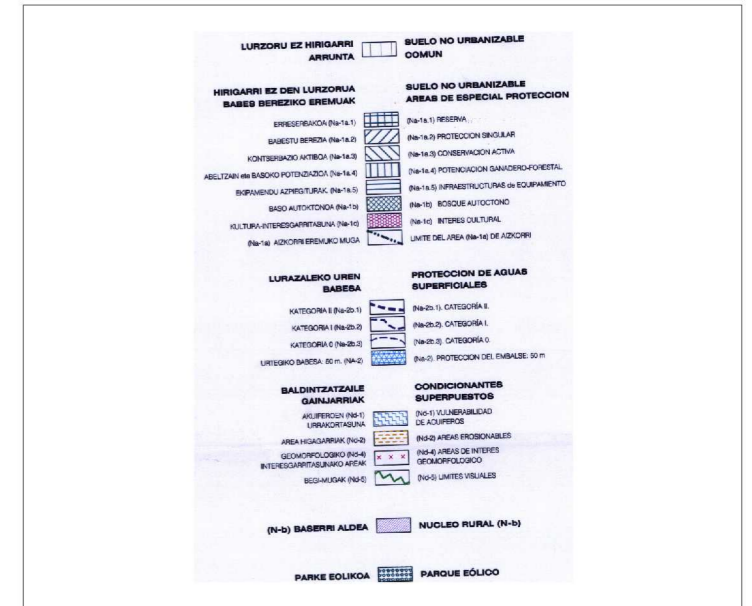 LURZORU EZ HIRIGARRI ARRUNTA
SUELO NO URBANIZABLE COMUN
HIRIGARRI EZ DEN LURZORUA
BABES BEREZIKO EREMUAK
SUELO NO URBANIZABLE
AREAS DE ESPECIAL PROTECCION
ERRESERBAKOA (Na-1a.1) (Na-1a.1) RESERVA
BABESTU BEREZIA (Na-1a.2) (Na-1a.2) PROTECCION SINGULAR
KONTSERBAZIO AKTIBOA (Na-1a.3) (Na-1a.3) CONSERVACION ACTIVA
ABELTZAIN eta BASOKO POTENZIAZIOA (Na-1a.4) (Na-1a.4) POTENCIACION GANADERO-FORESTAL
EKIPAMENDU AZPIEGITURAK. (Na-1a.5) (Na-1a.5) INFRAESTRUCTURAS de EQUIPAMIENTO
BASO AUTOKTONOA (Na-1b) (Na-1b) BOSQUE AUTOCTONO
KULTURA-INTERESGARRITASUNA (Na-1c) (Na-1c) INTERES CULTURAL
(Na-1a) AIZKORRI EREMUKO MUGA LIMITE DEL AREA (Na-1a) DE AIZKORRI
LURAZALEKO UREN
BABESA
PROTECCION DE AGUAS
SUPERFICIALES
KATEGORIA II (Na-2b.1) (Na-2b.1). CATEGORÍA II.
KATEGORIA I (Na-2b.2) (Na-2b.2). CATEGORÍA I.
KATEGORIA 0 (Na-2b.3) (Na-2b.3). CATEGORÍA 0.
URTEGIKO BABESA: 50 m. (NA-2) (Na-2). PROTECCION DEL EMBALSE: 50 m
BALDINTZATZAILE
GAINJARRIAK
CONDICIONANTES
SUPERPUESTOS
AKUIFEROEN (Nd-1)
URRAKORTASUNA
(Nd-1) VULNERABILIDAD
DE ACUIFEROS
AREA HIGAGARRIAK (Nd-2) (Nd-2) AREAS EROSIONABLES
GEOMORFOLOGIKO (Nd-4)
INTERESGARRITASUNAKO AREAK
(Nd-4) AREAS DE INTERES
GEOMORFOLOGICO
BEGI-MUGAK (Nd-5) (Nd-5) LIMITES VISUALES
(N-b) BASERRI ALDEA NUCLEO RURAL (N-b)
PARKE EOLIKOA PARQUE EÓLICO